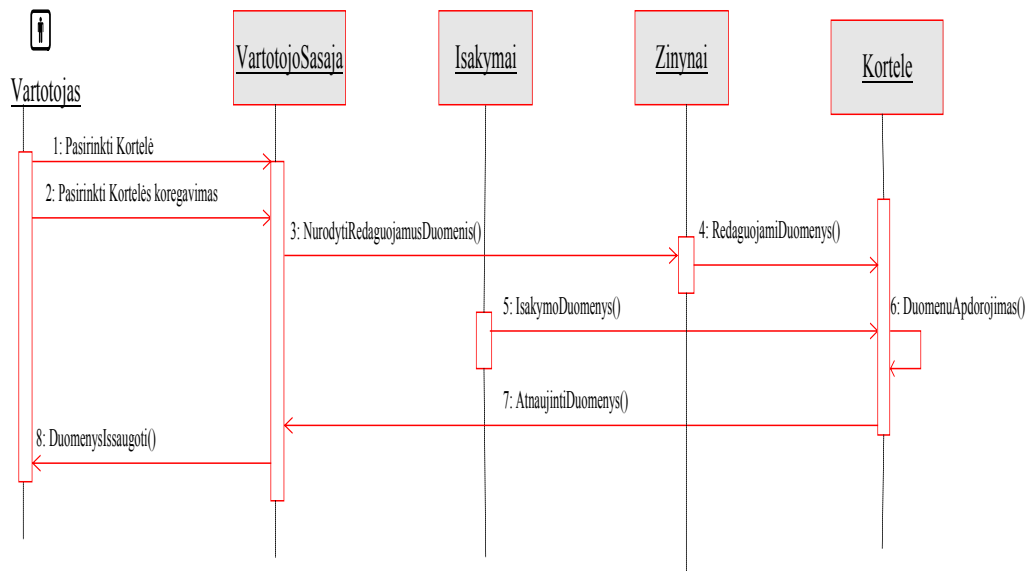 Vartotojas
VartotojoSasaja
Isakymai
Zinynai
Kortele
1: Pasirinkti Kortelė
2: Pasirinkti Kortelės koregavimas
3: NurodytiRedaguojamusDuomenis()
4: RedaguojamiDuomenys()
5: IsakymoDuomenys()
6: DuomenuApdorojimas()
7: AtnaujintiDuomenys()
8: DuomenysIssaugoti()